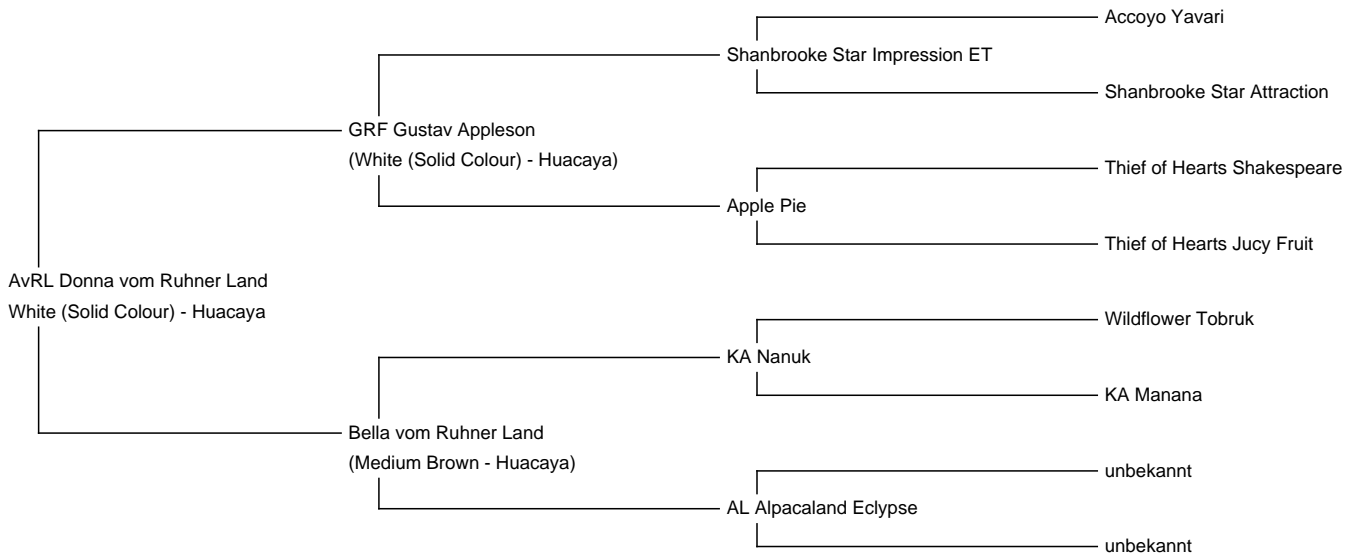 Accoyo Yavari
Shanbrooke Star Impression ET
Shanbrooke Star Attraction
GRF Gustav Appleson
(White (Solid Colour) - Huacaya)
Thief of Hearts Shakespeare
Apple Pie
Thief of Hearts Jucy Fruit
AvRL Donna vom Ruhner Land
White (Solid Colour) - Huacaya
Wildflower Tobruk
KA Nanuk
KA Manana
Bella vom Ruhner Land
(Medium Brown - Huacaya)
unbekannt
AL Alpacaland Eclypse
unbekannt